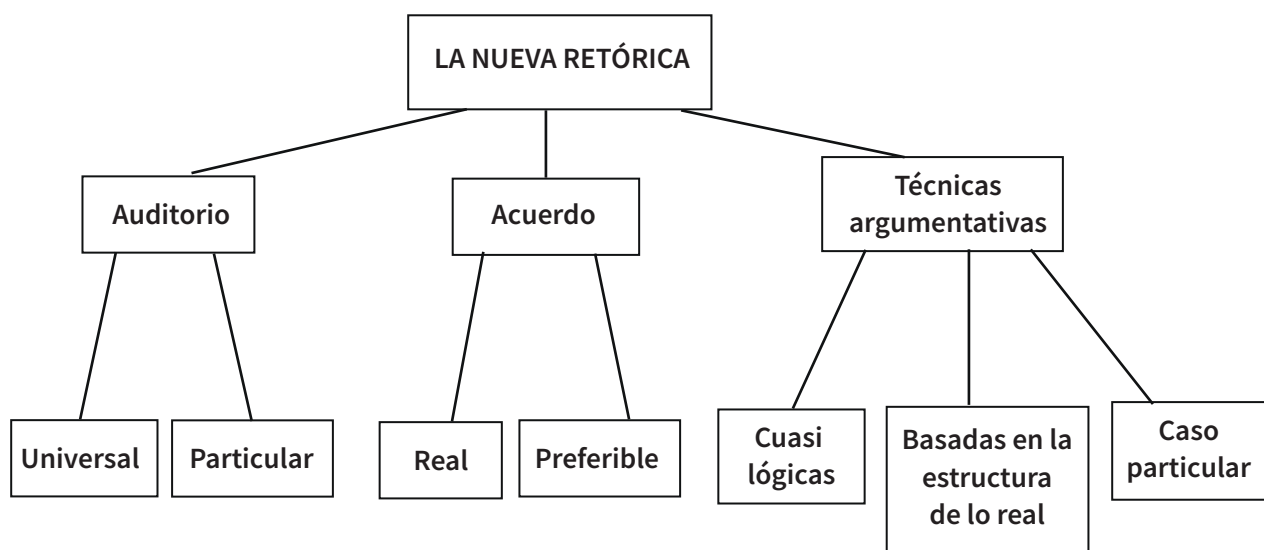 LA NUEVA RETÓRICA
Auditorio
Acuerdo
Técnicas
argumentativas
Universal
Particular
Real
Preferible
Cuasi
lógicas
Basadas en la
estructura
de lo real
Caso
particular